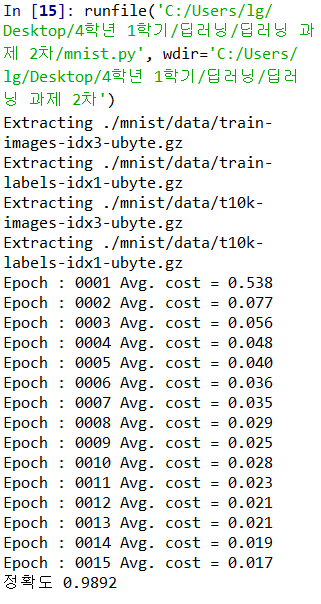 In [15]: runfile('C:/Users/lg/
Desktop/4학년 1학기/딥러닝/딥러닝 과
제 2차/mnist.py', wdir='C:/Users/
lg/Desktop/4학년 1학기/딥러닝/딥러
닝 과제 2차')
Extracting ./mnist/data/train-
images-idx3-ubyte.gz
Extracting ./mnist/data/train-
labels-idx1-ubyte.gz
Extracting ./mnist/data/t10k-
images-idx3-ubyte.gz
Extracting ./mnist/data/t10k-
labels-idx1-ubyte.gz
Epoch : 0001 Avg. cost = 0.538
Epoch : 0002 Avg. cost = 0.077
Epoch : 0003 Avg. cost = 0.056
Epoch : 0004 Avg. cost = 0.048
Epoch : 0005 Avg. cost = 0.040
Epoch : 0006 Avg. cost = 0.036
Epoch : 0007 Avg. cost = 0.035
Epoch : 0008 Avg. cost = 0.029
Epoch : 0009 Avg. cost = 0.025
Epoch : 0010 Avg. cost = 0.028
Epoch : 0011 Avg. cost = 0.023
Epoch : 0012 Avg. cost = 0.021
Epoch : 0013 Avg. cost = 0.021
Epoch : 0014 Avg. cost = 0.019
Epoch : 0015 Avg. cost = 0.017
정확도 0.9892